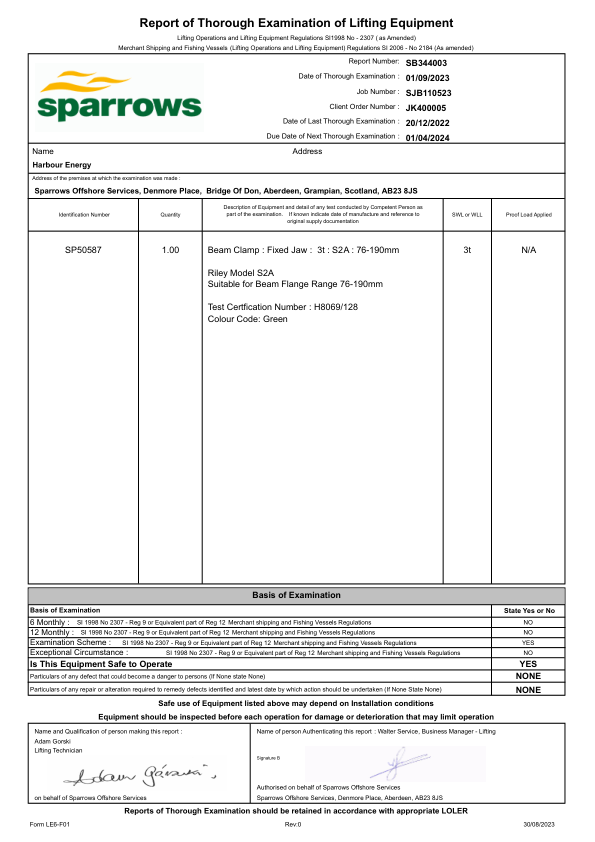 Report of Thorough Examination of Lifting Equipment
Lifting Operations and Lifting Equipment Regulations SI1998 No - 2307 ( as Amended)
Merchant Shipping and Fishing Vessels (Lifting Operations and Lifting Equipment) Regulations SI 2006 - No 2184 (As amended)
sparrows
Report Number: SB344003
Date of Thorough Examination : 01/09/2023
Job Number : SJB110523
Client Order Number : JK400005
Date of Last Thorough Examination : 20/12/2022
Due Date of Next Thorough Examination : 01/04/2024
Name Address
Harbour Energy
Address of the premises at which the examination was made :
Sparrows Offshore Services, Denmore Place, Bridge Of Don, Aberdeen, Grampian, Scotland, AB23 8JS
Identification Number
Quantity
Description of Equipment and detail of any test conducted by Competent Person as
part of the examination. If known indicate date of manufacture and reference to
original supply documentation
SWL or WLL
Proof Load Applied
SP50587 1.00 Beam Clamp : Fixed Jaw : 3t : S2A : 76-190mm 3t N/A
Riley Model S2A
Suitable for Beam Flange Range 76-190mm
Test Certfication Number : H8069/128
Colour Code: Green
Basis of Examination
Basis of Examination State Yes or No
6 Monthly : SI 1998 No 2307 - Reg 9 or Equivalent part of Reg 12 Merchant shipping and Fishing Vessels Regulations NO
12 Monthly : SI 1998 No 2307 - Reg 9 or Equivalent part of Reg 12 Merchant shipping and Fishing Vessels Regulations NO
Examination Scheme : SI 1998 No 2307 - Reg 9 or Equivalent part of Reg 12 Merchant shipping and Fishing Vessels Regulations YES
Exceptional Circumstance : SI 1998 No 2307 - Reg 9 or Equivalent part of Reg 12 Merchant shipping and Fishing Vessels Regulations NO
Is This Equipment Safe to Operate YES
Particulars of any defect that could become a danger to persons (If None state None) NONE
Particulars of any repair or alteration required to remedy defects identified and latest date by which action should be undertaken (If None State None) NONE
Safe use of Equipment listed above may depend on Installation conditions
Equipment should be inspected before each operation for damage or deterioration that may limit operation
Name and Qualification of person making this report :
Adam Gorski
Lifting Technician
on behalf of Sparrows Offshore Services
Name of person Authenticating this report : Walter Service, Business Manager - Lifting
Signature B
Authorised on behalf of Sparrows Offshore Services
Sparrows Offshore Services, Denmore Place, Aberdeen, AB23 8JS
Reports of Thorough Examination should be retained in accordance with appropriate LOLER
Form LE6-F01 Rev:0 30/08/2023